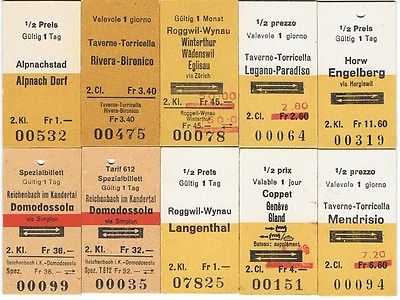 1/2 Preis
Gültig 1 Tag
Alpnachstad
Alpnach Dorf
2. Kl. Fr 1.—
00532
Valevole 1 giorno
Taverne-Torricella
Rivera-Bironico
2. Cl. Fr 3.40
Taverne-Torricella
Rivera-Bironico
Fr 3.40
00475
Gültig 1 Monat
Roggwil-Wynau
Winterthur
Wädenswil
Eglisau
via Zürich
2. Kl. Fr 45.
Roggwil-Wynau
Winterthur
Fr 45.—
00078
1/2 prezzo
Valevole 1 giorno
Taverne-Torricella
Lugano-Paradiso
2.80
2. Cl. Fr 2.60
00064
1/2 Preis
Gültig 1 Tag
Horw
Engelberg
via Hergiswil
2. Kl. Fr 11.60
00319
Spezialbillett
Gültig 1 Tag
Reichenbach im Kandertal
Domodossola
via Simplon
2. Kl. Fr 36.—
Reichenbach i.K.-Domodossola
Spez. Fr 36.—
00099
Tarif 612
Spezialbillett
Gültig 1 Tag
Reichenbach im Kandertal
Domodossola
via Simplon
2. Kl. Fr 32.—
Reichenbach i.K.-Domodossola
Spez. T612 Fr 32.—
00035
1/2 Preis
Gültig 1 Tag
Roggwil-Wynau
Langenthal
2. Kl. Fr 1.—
07825
1/2 prix
Valable 1 jour
Coppet
Genève
Gland
Bateau; supplément
2. Cl. Fr 4.—
00151
1/2 prezzo
Valevole 1 giorno
Taverne-Torricella
Mendrisio
7.20
2. Cl. Fr 6.60
00094